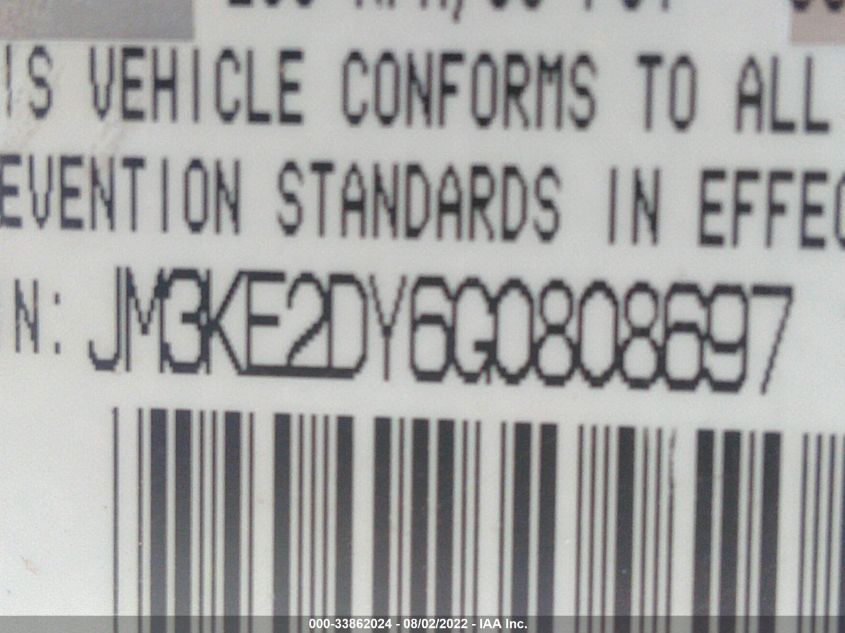 IS VEHICLE CONFORMS TO ALL
EVENTION STANDARDS IN EFFEC
N: JM3KE2DY6G0808697
000-33862024 - 08/02/2022 - IAA Inc.